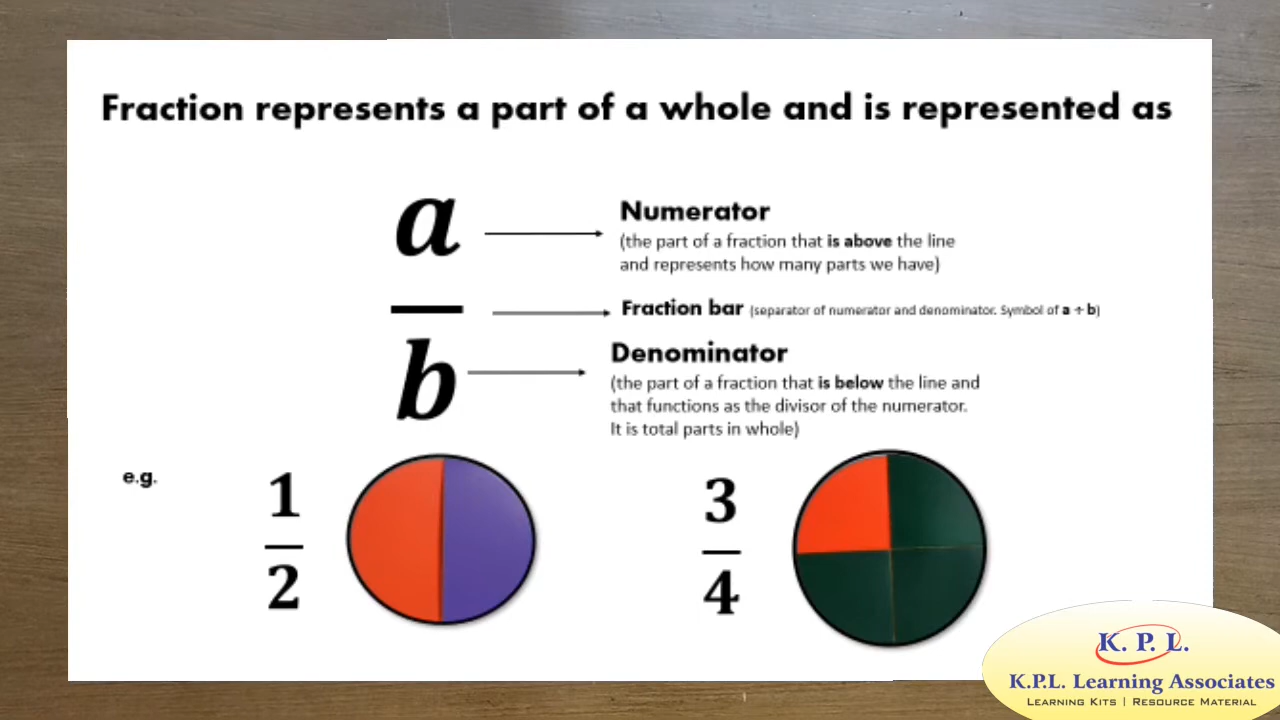 Fraction represents a part of a whole and is represented as
a
Numerator
(the part of a fraction that is above the line
and represents how many parts we have)
Fraction bar (separator of numerator and denominator. Symbol of a ÷ b)
b
Denominator
(the part of a fraction that is below the line and
that functions as the divisor of the numerator.
It is total parts in whole)
e.g.
1
2
3
4
K. P. L.
K.P.L. Learning Associates
LEARNING KITS | RESOURCE MATERIAL